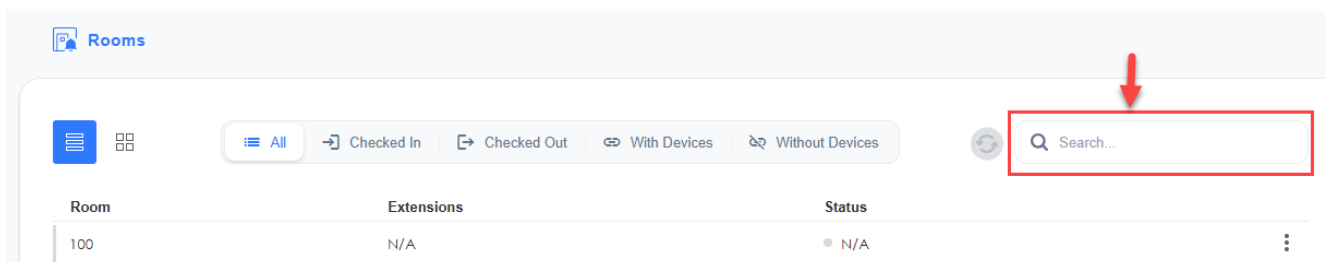 Rooms
All Checked In Checked Out With Devices Without Devices Search...
Room Extensions Status
100 N/A N/A